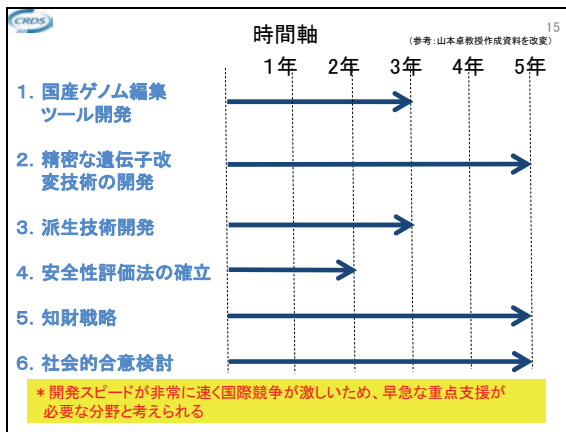 CRDS
時間軸
15
(参考:山本卓教授作成資料を改変)
1年 2年 3年 4年 5年
1. 国産ゲノム編集
ツール開発
2. 精密な遺伝子改
変技術の開発
3. 派生技術開発
4. 安全性評価法の確立
5. 知財戦略
6. 社会的合意検討
*開発スピードが非常に速く国際競争が激しいため、早急な重点支援が
必要な分野と考えられる